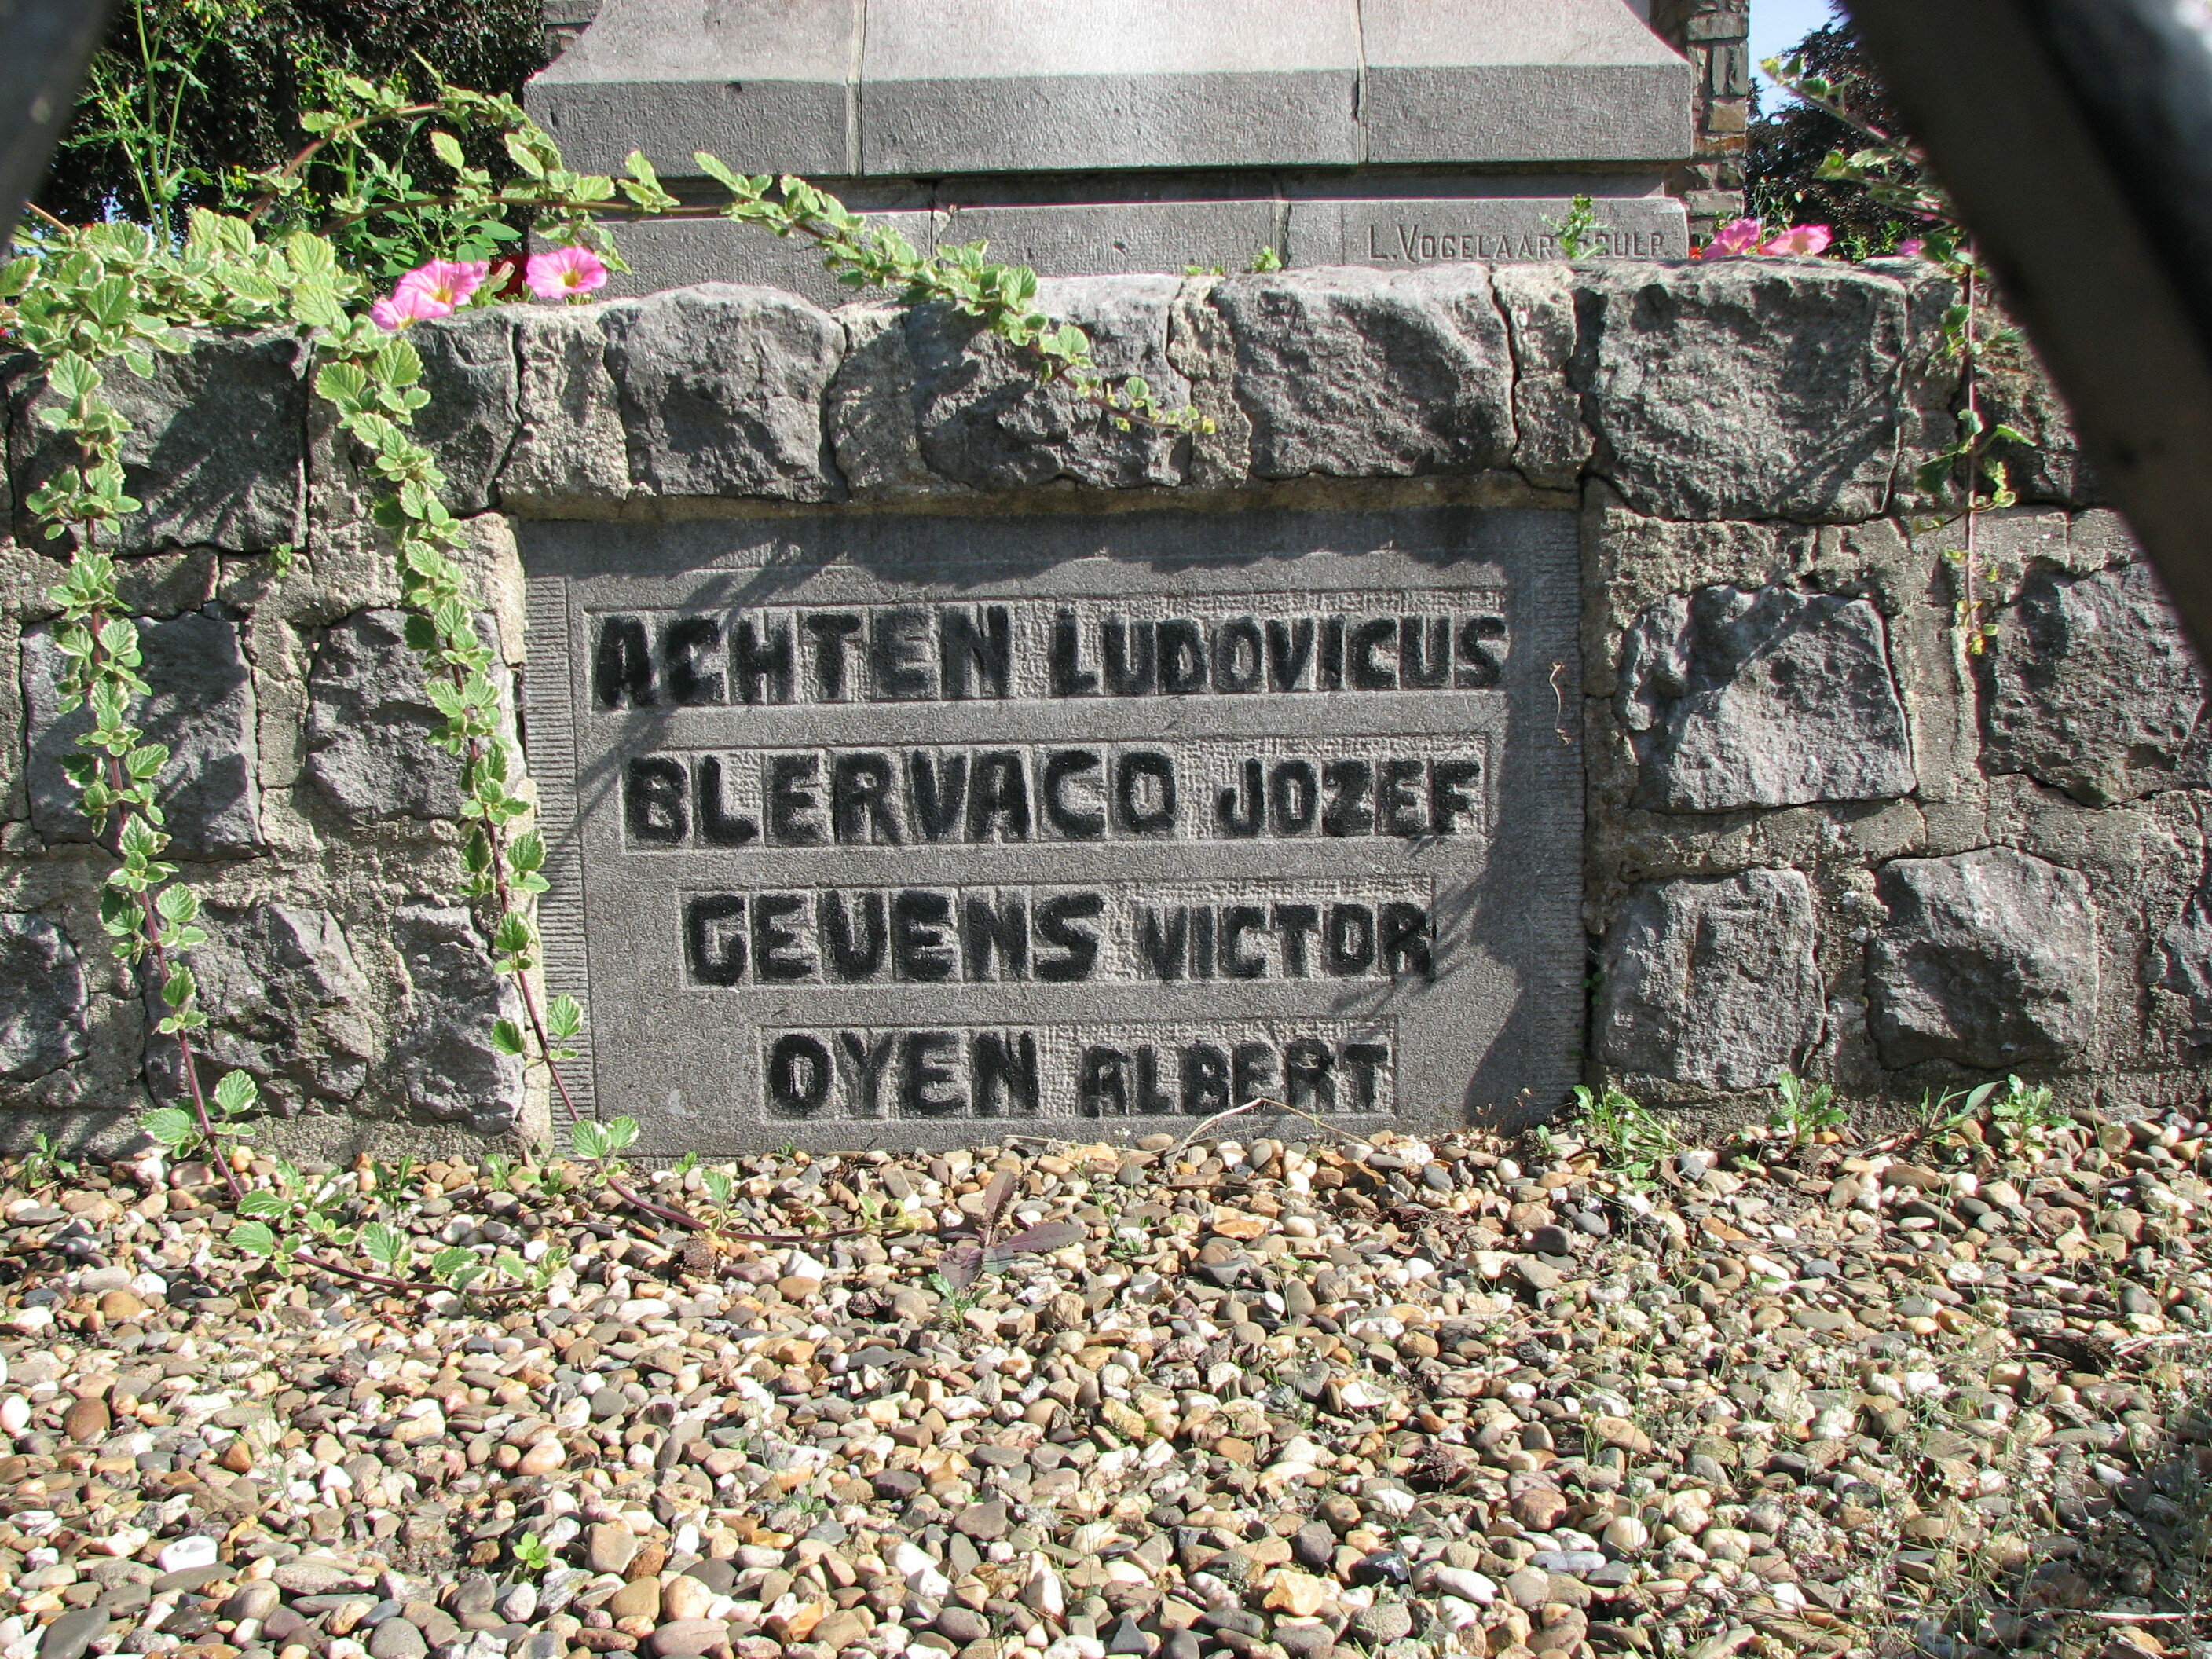 L. VOGELAAR SCULP.
ACHTEN LUDOVICUS
BLERVACQ JOZEF
GEVENS VICTOR
OYEN ALBERT